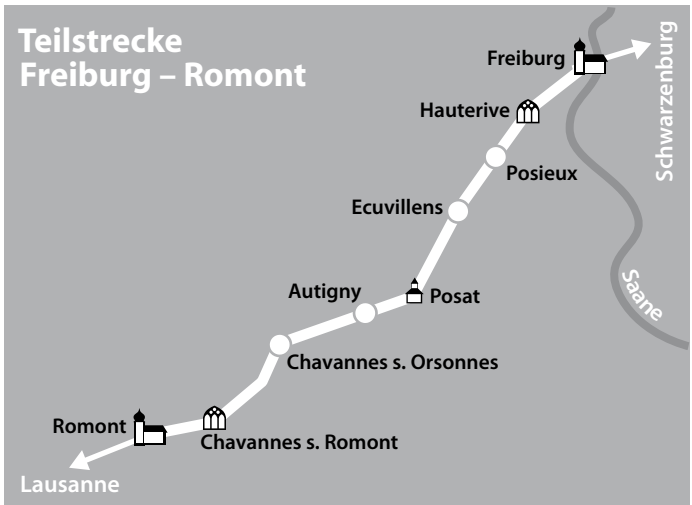 Teilstrecke
Freiburg – Romont
Freiburg
Schwarzenburg
Hauterive
Posieux
Ecuvillens
Saane
Autigny
Posat
Chavannes s. Orsonnes
Romont
Chavannes s. Romont
Lausanne